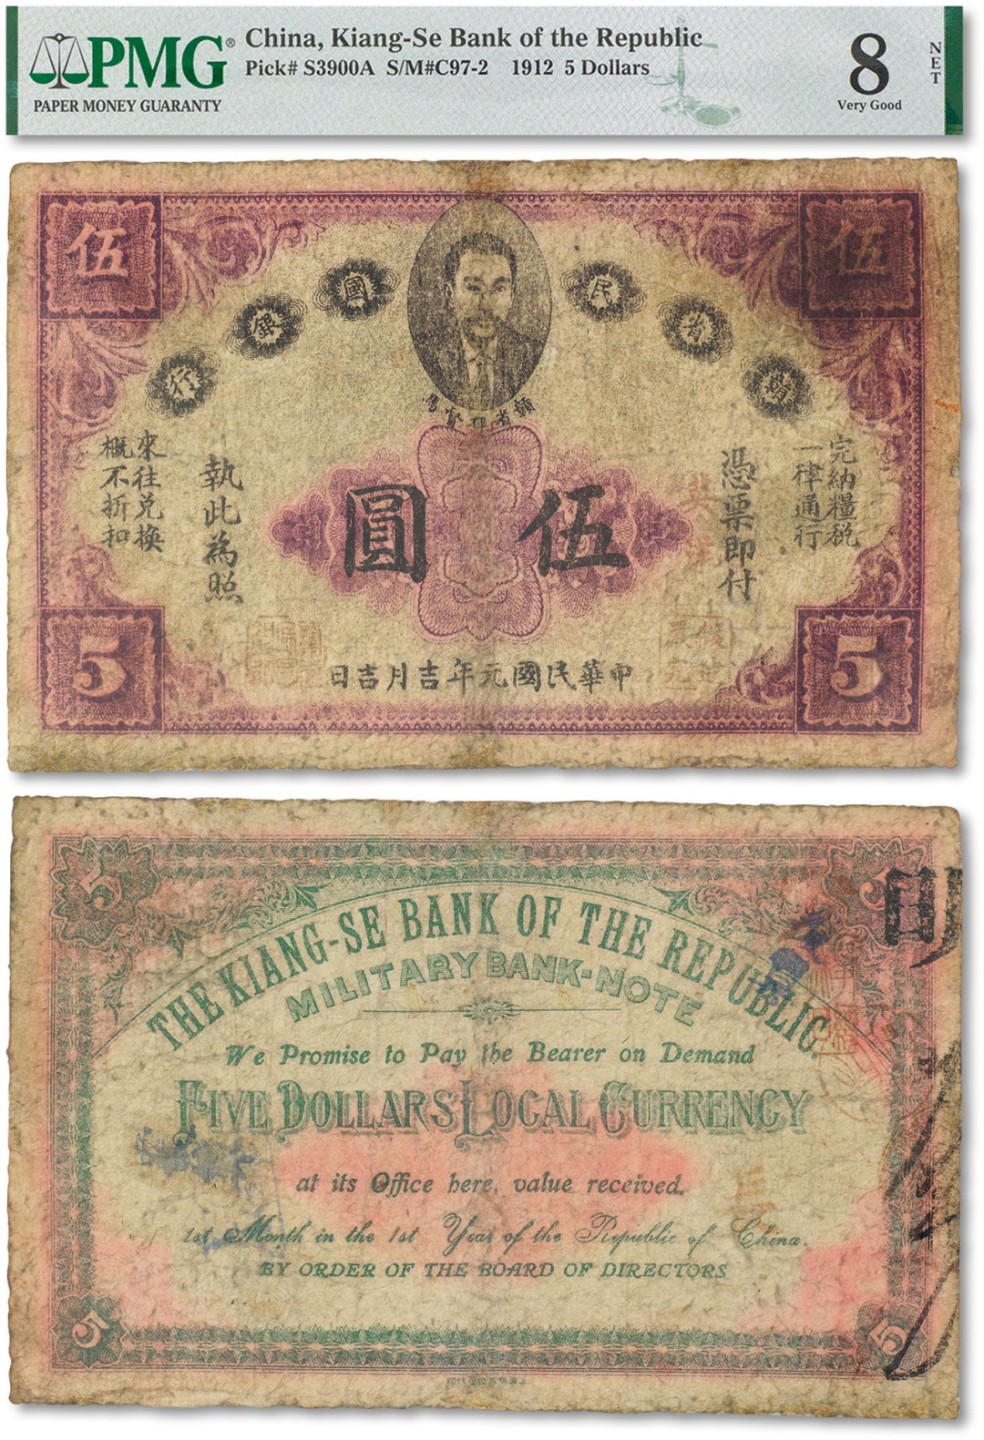 PMG®
PAPER MONEY GUARANTY
China, Kiang-Se Bank of the Republic
Pick# S3900A S/M#C97-2 1912 5 Dollars
8
Very Good
NET
伍
伍
贛省民國銀行
完納糧稅
一律通行
憑票即付
伍圓
執此為照
來往兌換
概不折扣
中華民國元年吉月吉日
5
5
5
THE KIANG-SE BANK OF THE REPUBLIC
MILITARY BANK-NOTE
We Promise to Pay the Bearer on Demand
FIVE DOLLARS LOCAL CURRENCY
at its Office here, value received.
1st Month in the 1st Year of the Republic of China.
BY ORDER OF THE BOARD OF DIRECTORS
5
5